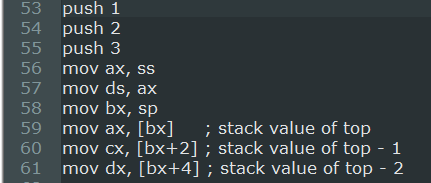 53 push 1
54 push 2
55 push 3
56 mov ax, ss
57 mov ds, ax
58 mov bx, sp
59 mov ax, [bx]    ; stack value of top
60 mov cx, [bx+2] ; stack value of top - 1
61 mov dx, [bx+4] ; stack value of top - 2